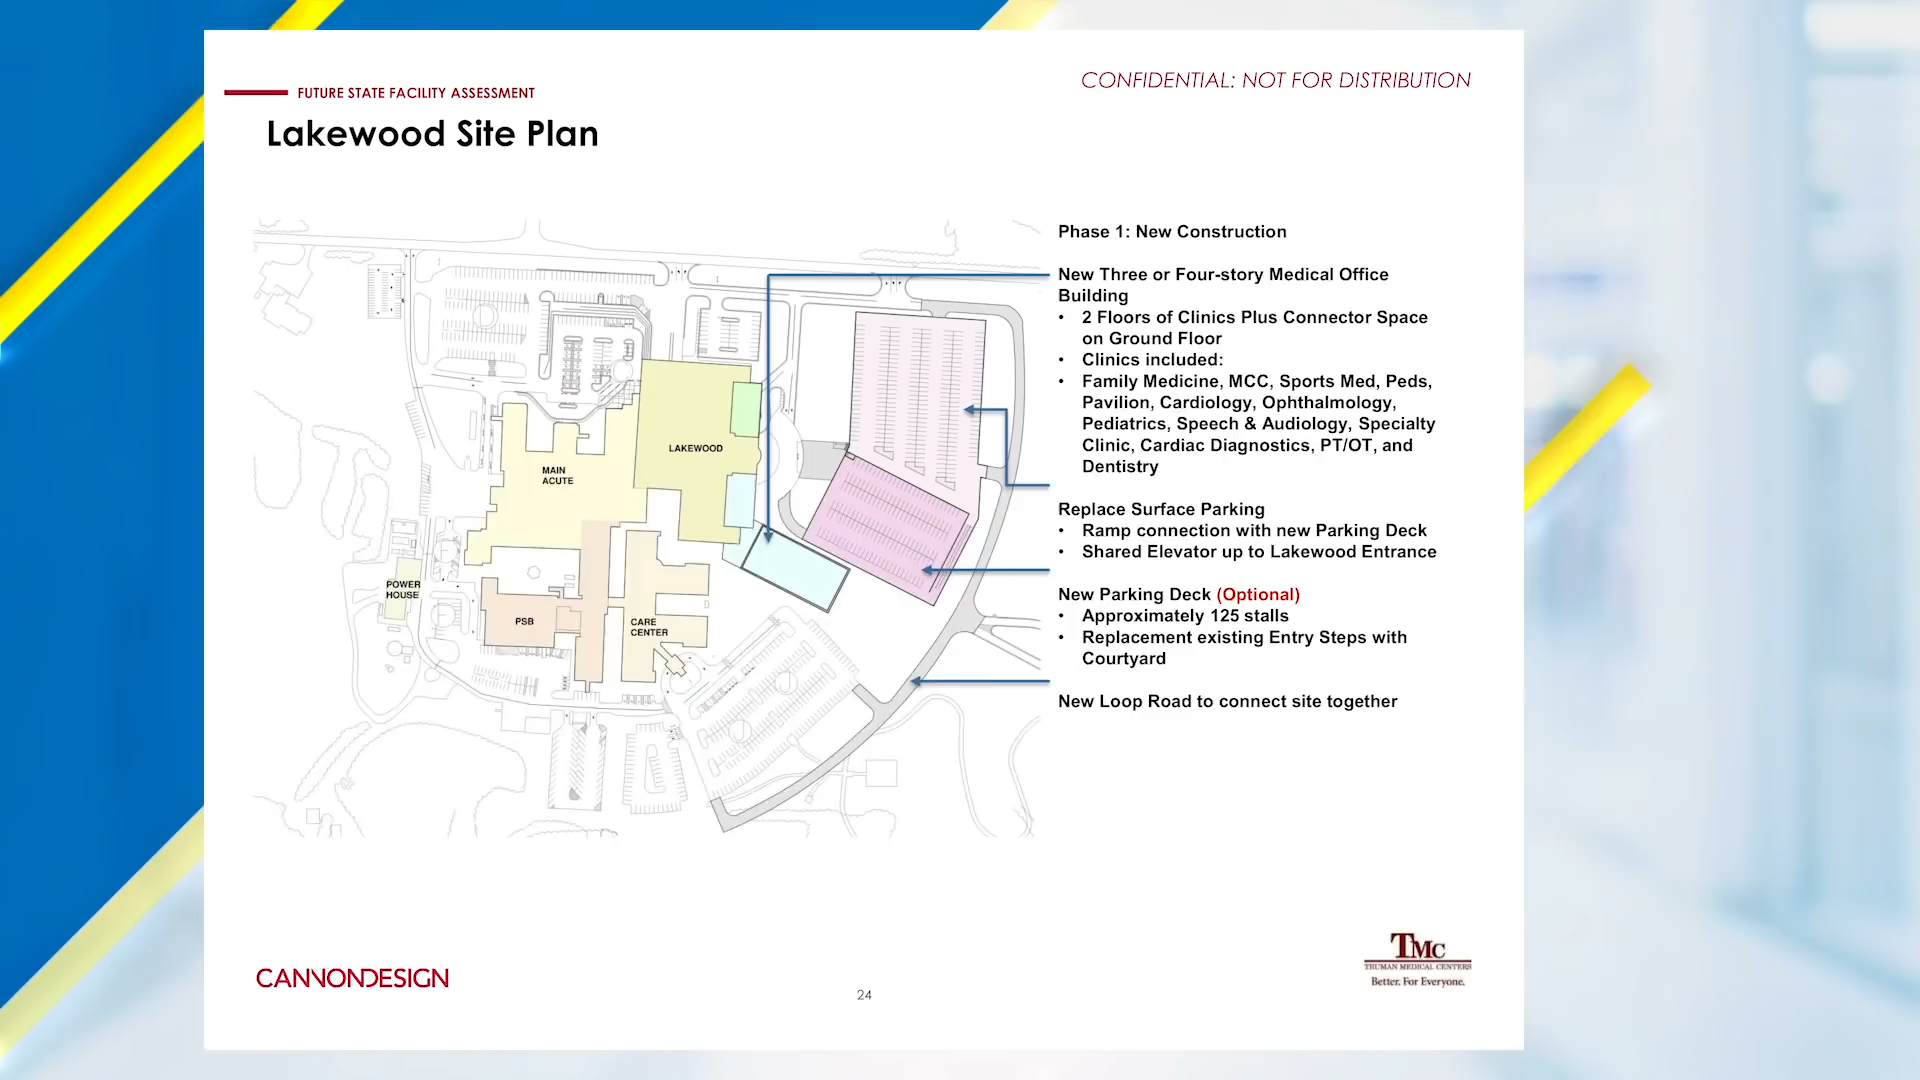 CONFIDENTIAL: NOT FOR DISTRIBUTION
FUTURE STATE FACILITY ASSESSMENT
Lakewood Site Plan
Phase 1: New Construction
New Three or Four-story Medical Office
Building
• 2 Floors of Clinics Plus Connector Space
on Ground Floor
• Clinics included:
• Family Medicine, MCC, Sports Med, Peds,
Pavilion, Cardiology, Ophthalmology,
Pediatrics, Speech & Audiology, Specialty
Clinic, Cardiac Diagnostics, PT/OT, and
Dentistry
Replace Surface Parking
• Ramp connection with new Parking Deck
• Shared Elevator up to Lakewood Entrance
New Parking Deck (Optional)
• Approximately 125 stalls
• Replacement existing Entry Steps with
Courtyard
New Loop Road to connect site together
LAKEWOOD
MAIN
ACUTE
POWER
HOUSE
PSB
CARE
CENTER
CANNONDESIGN
24
TMC
TRUMAN MEDICAL CENTERS
Better. For Everyone.